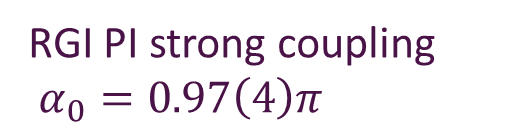 RGI PI strong coupling
α₀ = 0.97(4)π